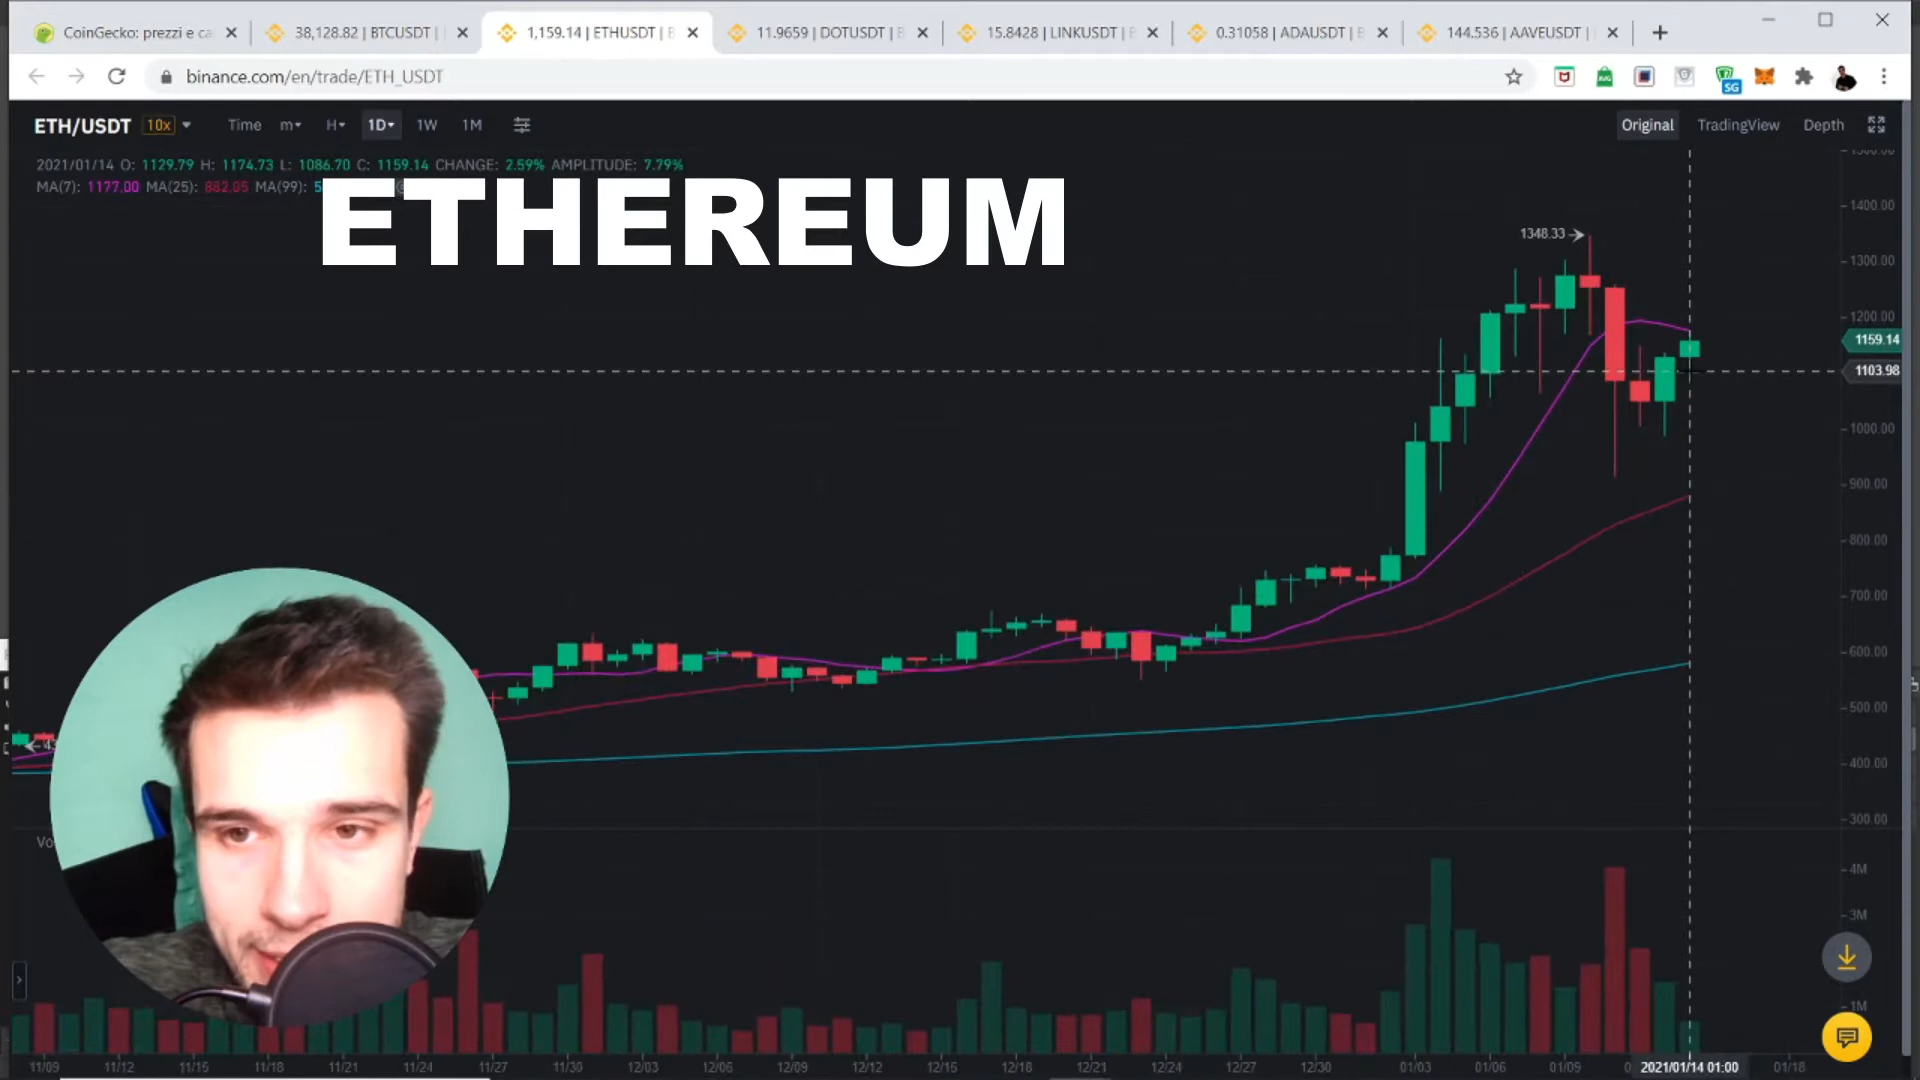 CoinGecko: prezzi e ca
38,128.82 | BTCUSDT |
1,159.14 | ETHUSDT | B
11.9659 | DOTUSDT | B
15.8428 | LINKUSDT | B
0.31058 | ADAUSDT | B
144.536 | AAVEUSDT |
binance.com/en/trade/ETH_USDT
SG
ETH/USDT 10x Time m H 1D 1W 1M
Original TradingView Depth
2021/01/14 O: 1129.79 H: 1174.73 L: 1086.70 C: 1159.14 CHANGE: 2.59% AMPLITUDE: 7.79%
MA(7): 1177.00 MA(25): 882.05 MA(99): 5
ETHEREUM
1348.33
1400.00
1300.00
1200.00
1159.14
1103.98
1000.00
900.00
800.00
700.00
600.00
500.00
400.00
300.00
Vo
4M
3M
1M
11/09 11/12 11/15 11/18 11/21 11/24 11/27 11/30 12/03 12/06 12/09 12/12 12/15 12/18 12/21 12/24 12/27 12/30 01/03 01/06 01/09 2021/01/14 01:00 01/18